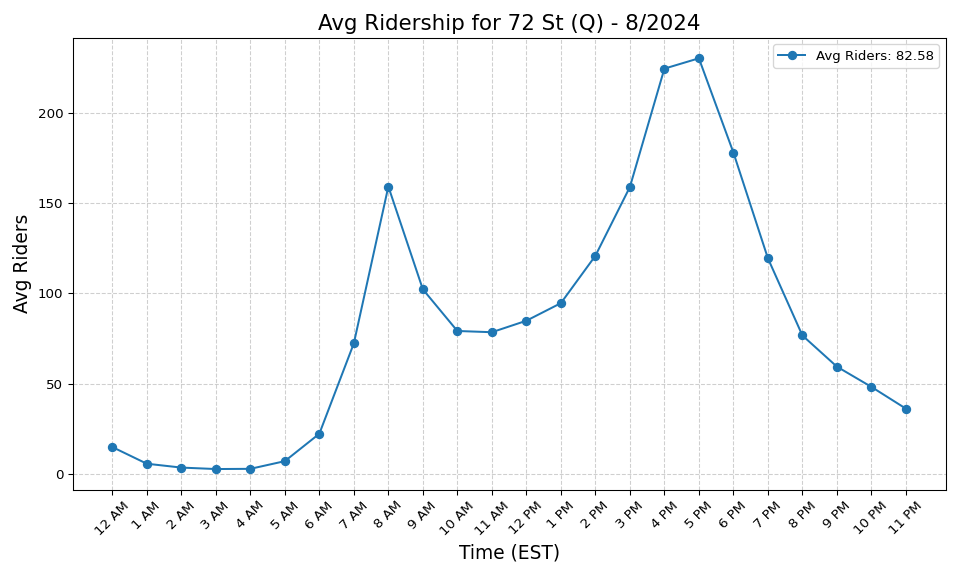 Avg Ridership for 72 St (Q) - 8/2024
Avg Riders: 82.58
Avg Riders
200
150
100
50
0
12 AM 1 AM 2 AM 3 AM 4 AM 5 AM 6 AM 7 AM 8 AM 9 AM 10 AM 11 AM 12 PM 1 PM 2 PM 3 PM 4 PM 5 PM 6 PM 7 PM 8 PM 9 PM 10 PM 11 PM
Time (EST)